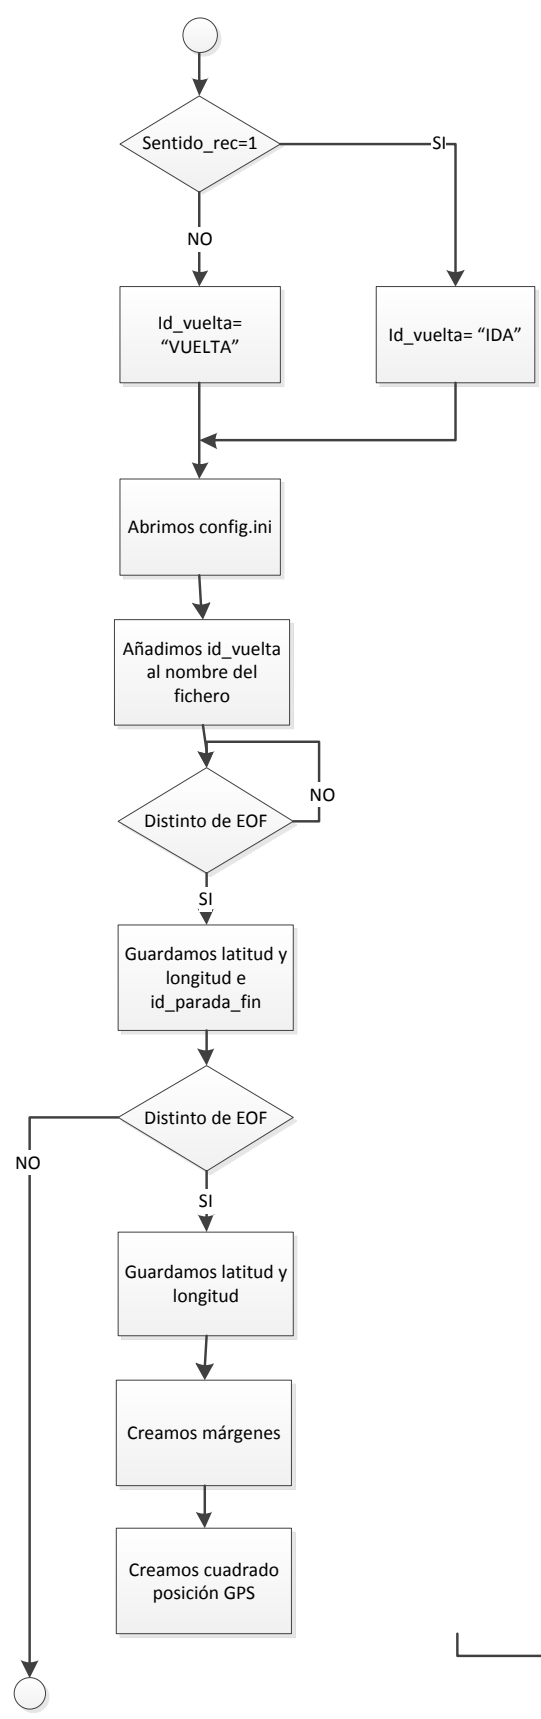 Sentido_rec=1
SI
NO
Id_vuelta=
“VUELTA”
Id_vuelta= “IDA”
Abrimos config.ini
Añadimos id_vuelta
al nombre del
fichero
Distinto de EOF
NO
SI
Guardamos latitud y
longitud e
id_parada_fin
Distinto de EOF
NO
SI
Guardamos latitud y
longitud
Creamos márgenes
Creamos cuadrado
posición GPS